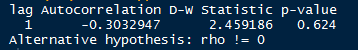 lag Autocorrelation D-W Statistic p-value
1 -0.3032947 2.459186 0.624
Alternative hypothesis: rho != 0